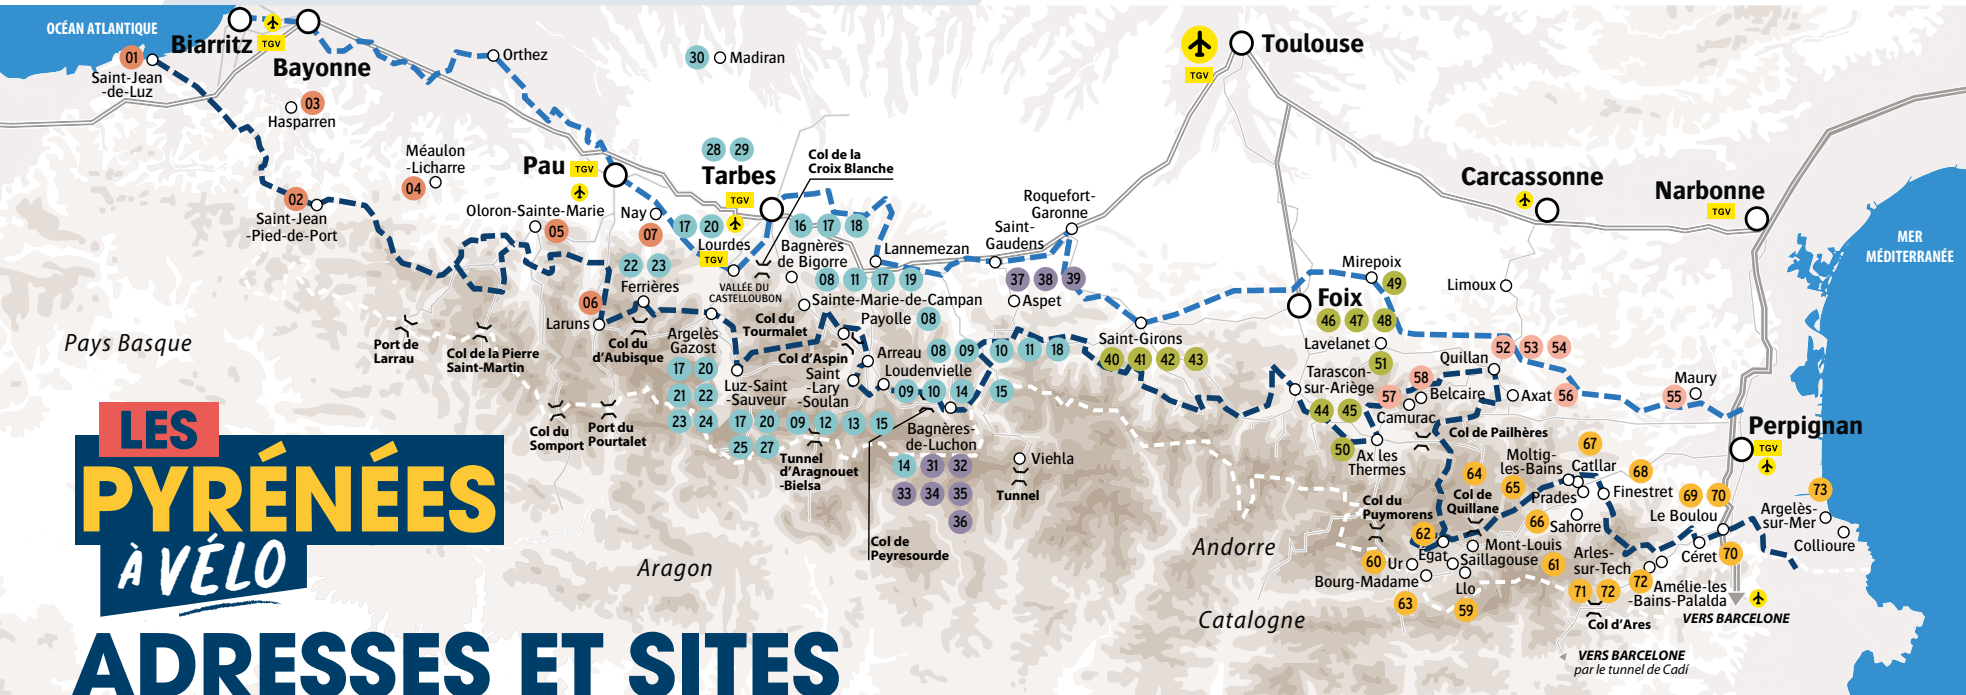 OCÉAN ATLANTIQUE
Biarritz
TGV
Bayonne
01
Saint-Jean
-de-Luz
03
Hasparren
Orthez
30
Madiran
Toulouse
TGV
Méaulon
-Licharre
04
02
Saint-Jean
-Pied-de-Port
Pau
TGV
Oloron-Sainte-Marie
05
Nay
07
28 29
Tarbes
TGV
Col de la
Croix Blanche
17 20
Lourdes
TGV
16 17 18
Bagnères
de Bigorre
Lannemezan
VALLÉE DU
CASTELLOUBON
08 11 17 19
Sainte-Marie-de-Campan
Payolle 08
Roquefort-
Garonne
Saint-
Gaudens
37 38 39
Aspet
Carcassonne
Narbonne
TGV
MER
MÉDITERRANÉE
Mirepoix
49
Limoux
Foix
46 47 48
Lavelanet
51
22 23
Ferrières
06
Laruns
Pays Basque
Port de
Larrau
Col de la Pierre
Saint-Martin
Col du
d'Aubisque
Argelès
Gazost
17 20
21 22
23 24
Col du
Tourmalet
Col d'Aspin
Saint
-Lary
-Soulan
Arreau
Loudenvielle
08 09 10 11 18
09 10 14 15
Luz-Saint
-Sauveur
17 20 09 12 13 15
25 27
Tunnel
d'Aragnouet
-Bielsa
Bagnères-
de-Luchon
14 31 32
33 34 35
36
Col de
Peyresourde
Viehla
Tunnel
Saint-Girons
40 41 42 43
Tarascon-
sur-Ariège
44 45
50
Ax les
Thermes
57
58
Camurac
Belcaire
Quillan
52 53 54
Axat 56
Maury
55
Perpignan
TGV
Col de Pailhères
Col du
Somport
Port du
Pourtalet
Aragon
Andorre
Catalogne
Col du
Puymorens
64
Col de
Quillane
Moltig-
les-Bains
65
67
Catllar
Prades
68
Finestret
66
Sahorre
69 70
Le Boulou
73
Argelès-
sur-Mer
Collioure
62
Egat
60 Ur
Bourg-Madame
63
Mont-Louis
Saillagouse
Llo
59
61
Arles-
sur-Tech
71 72
72
Céret
70
Amélie-les
-Bains-Palalda
Col d'Ares
VERS BARCELONE
VERS BARCELONE
par le tunnel de Cadí
LES
PYRÉNÉES
À VÉLO
ADRESSES ET SITES